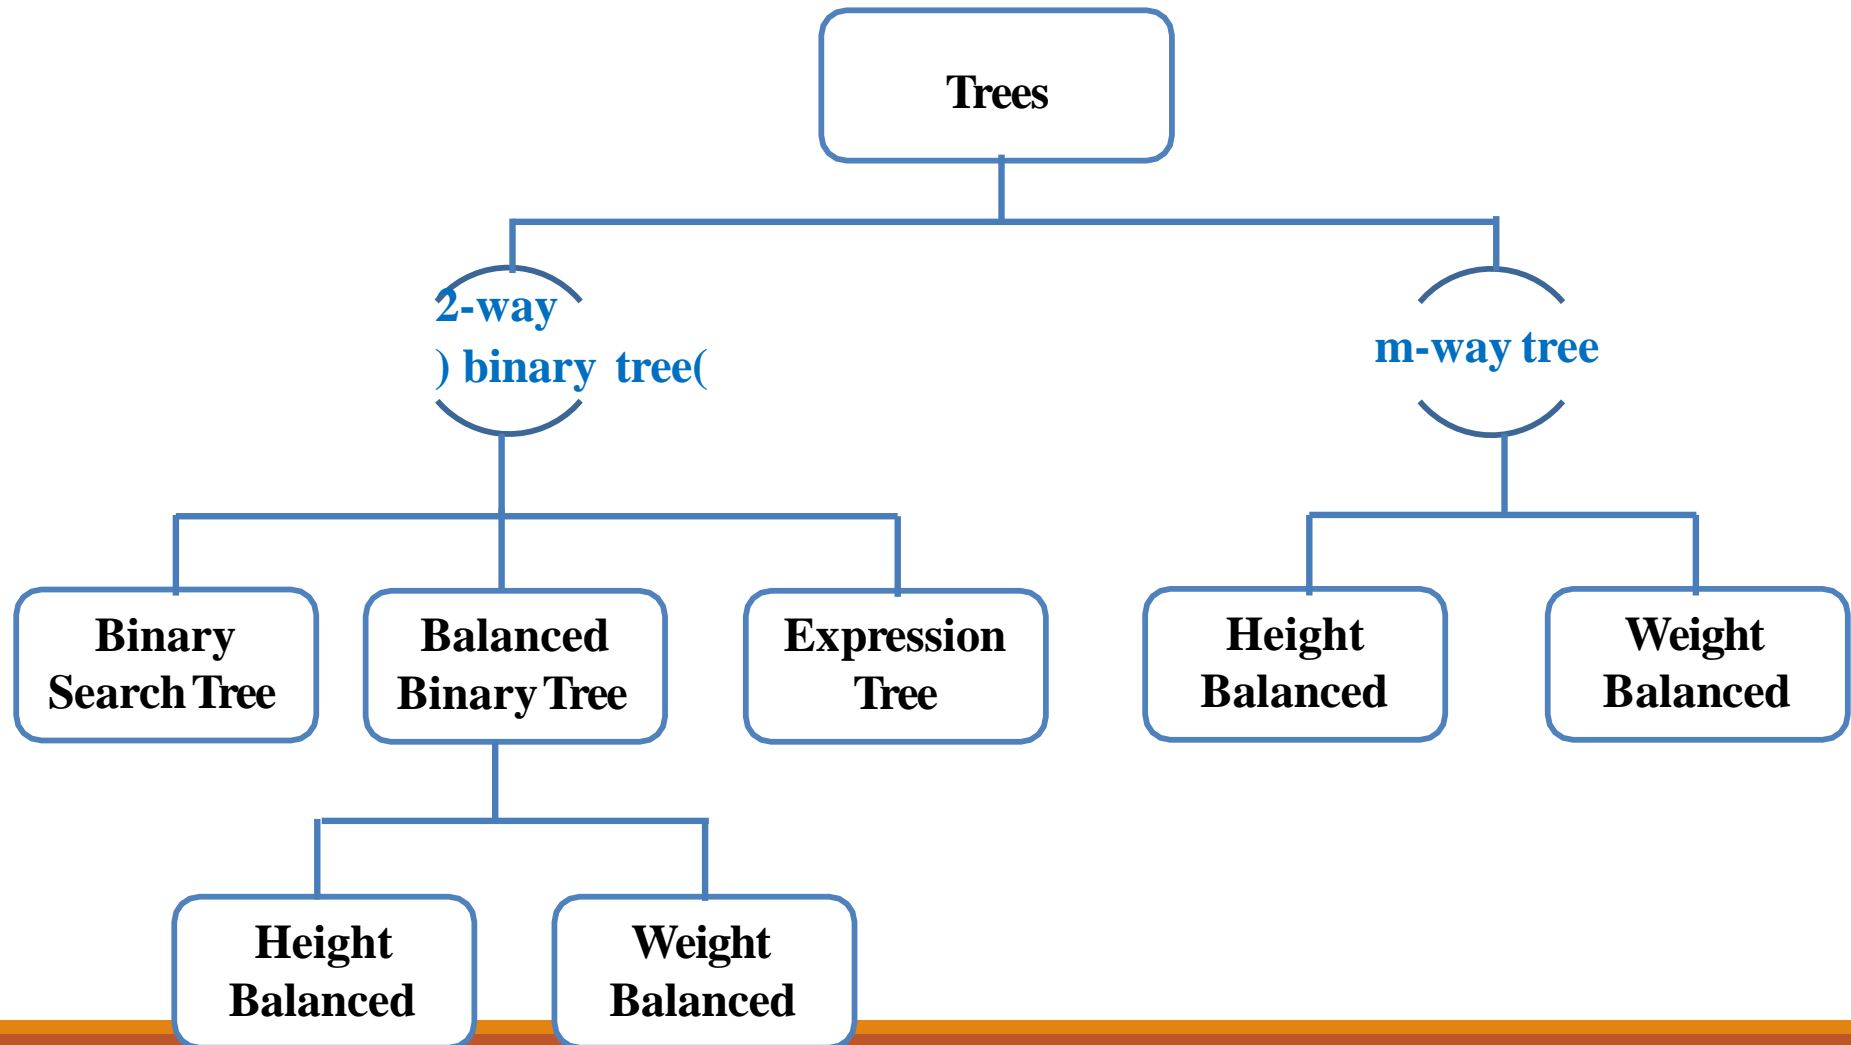 Trees
2-way
) binary tree(
m-way tree
Binary
Search Tree
Balanced
Binary Tree
Expression
Tree
Height
Balanced
Weight
Balanced
Height
Balanced
Weight
Balanced